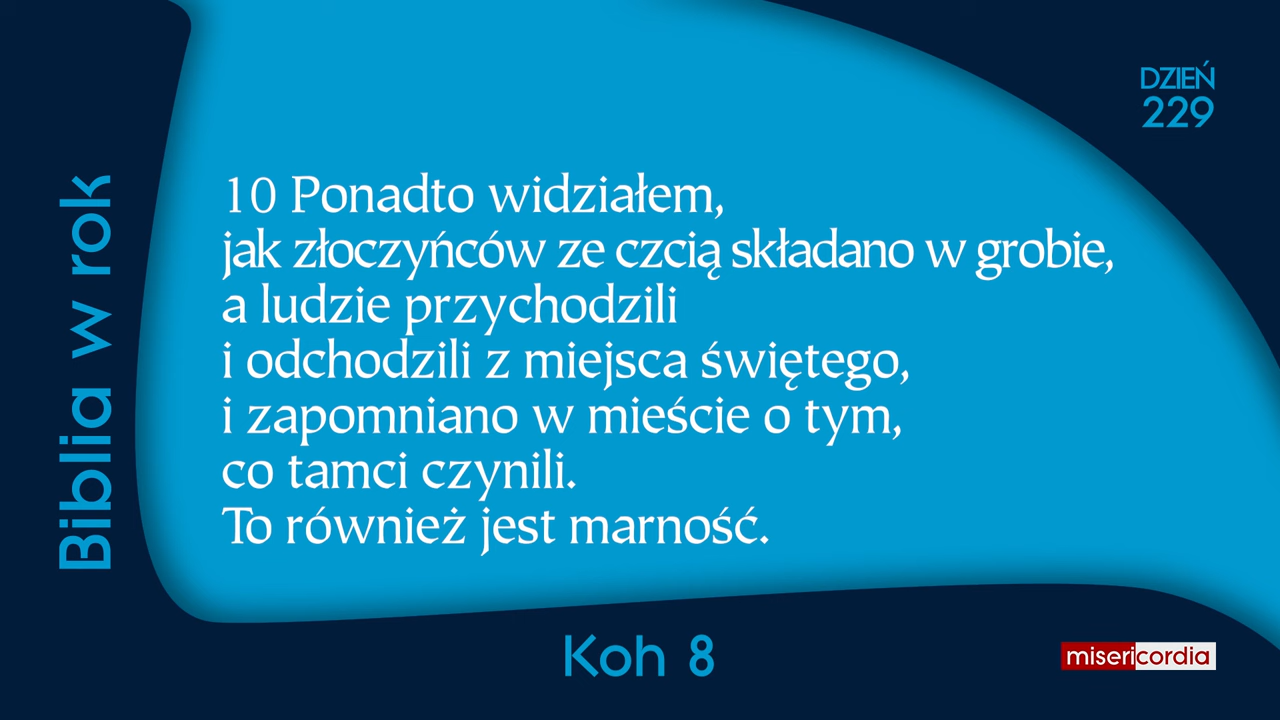 DZIEŃ
229
Biblia w rok
10 Ponadto widziałem,
jak złoczyńców ze czcią składano w grobie,
a ludzie przychodzili
i odchodzili z miejsca świętego,
i zapomniano w mieście o tym,
co tamci czynili.
To również jest marność.
Koh 8
misericordia